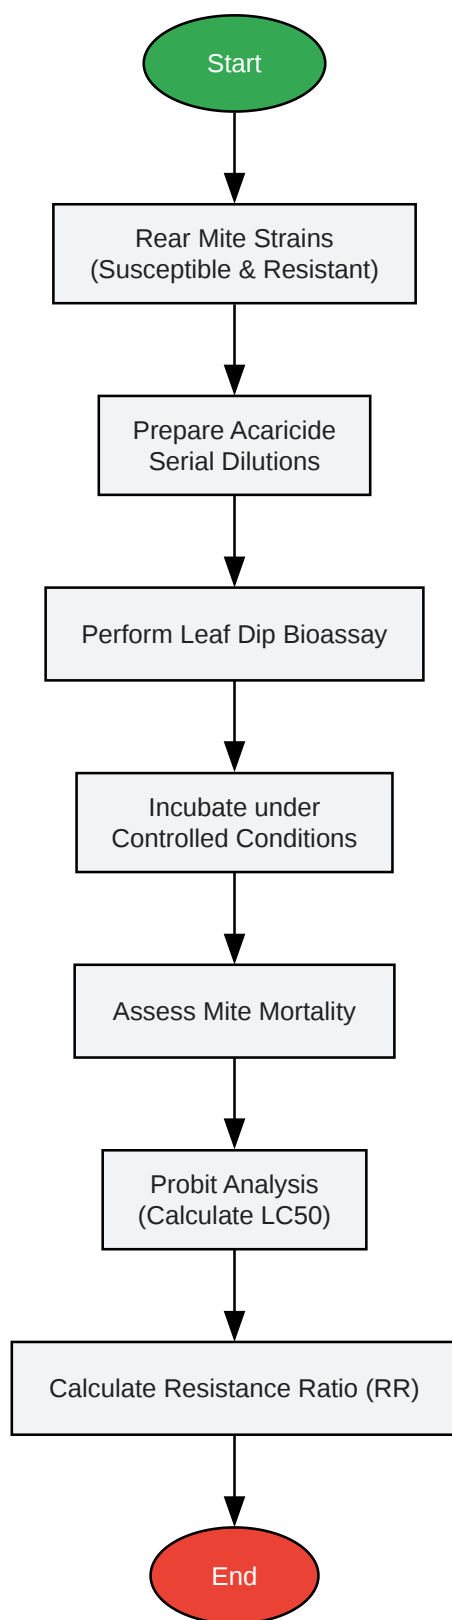 Start
Rear Mite Strains
(Susceptible & Resistant)
Prepare Acaricide
Serial Dilutions
Perform Leaf Dip Bioassay
Incubate under
Controlled Conditions
Assess Mite Mortality
Probit Analysis
(Calculate LC50)
Calculate Resistance Ratio (RR)
End